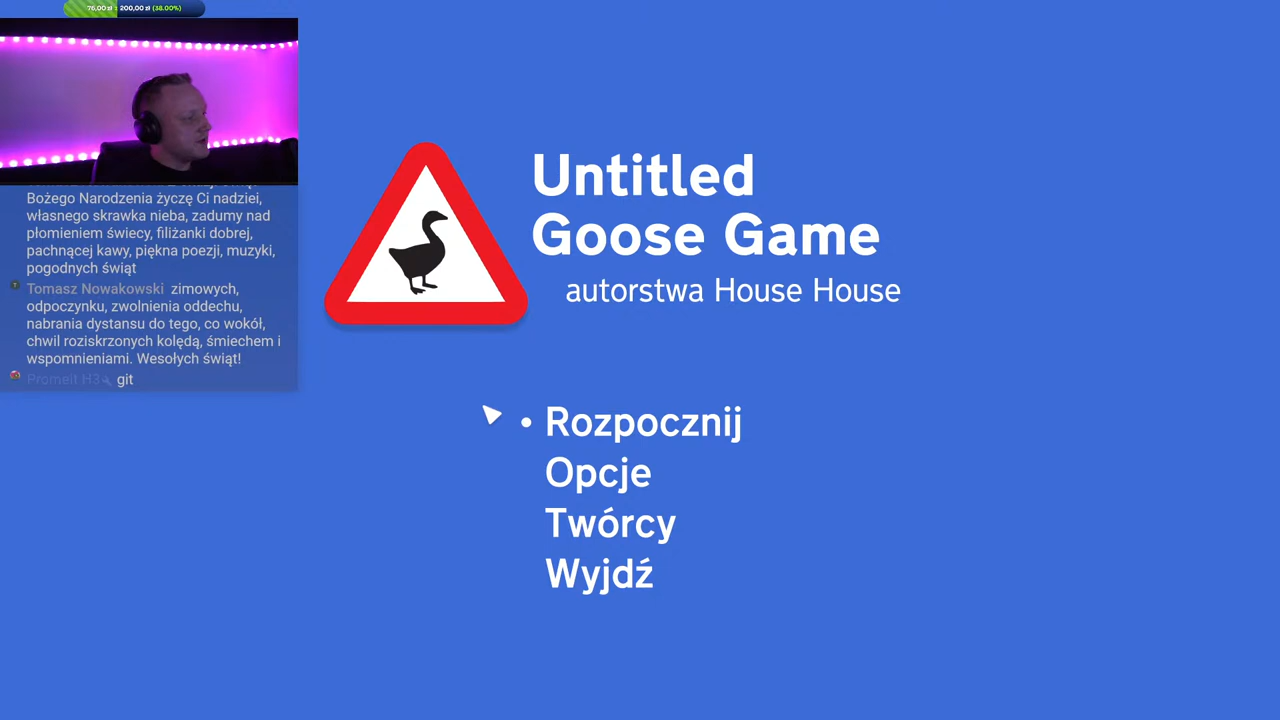 76,00 zł : 200,00 zł (38.00%)
Bożego Narodzenia życzę Ci nadziei,
własnego skrawka nieba, zadumy nad
płomieniem świecy, filiżanki dobrej,
pachnącej kawy, piękna poezji, muzyki,
pogodnych świąt
Tomasz Nowakowski zimowych,
odpoczynku, zwolnienia oddechu,
nabrania dystansu do tego, co wokół,
chwil roziskrzonych kolędą, śmiechem i
wspomnieniami. Wesołych świąt!
Promelt H3 git
Untitled
Goose Game
autorstwa House House
Rozpocznij
Opcje
Twórcy
Wyjdź